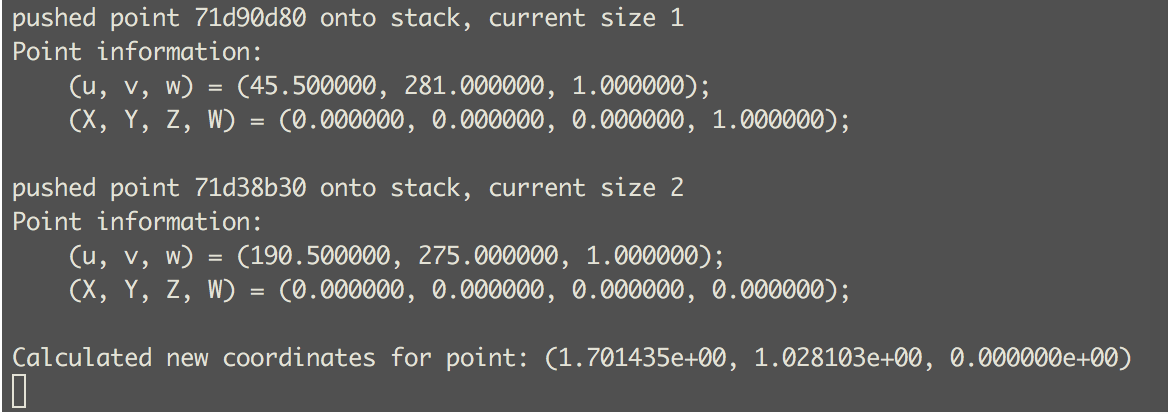 pushed point 71d90d80 onto stack, current size 1
Point information:
(u, v, w) = (45.500000, 281.000000, 1.000000);
(X, Y, Z, W) = (0.000000, 0.000000, 0.000000, 1.000000);
pushed point 71d38b30 onto stack, current size 2
Point information:
(u, v, w) = (190.500000, 275.000000, 1.000000);
(X, Y, Z, W) = (0.000000, 0.000000, 0.000000, 0.000000);
Calculated new coordinates for point: (1.701435e+00, 1.028103e+00, 0.000000e+00)